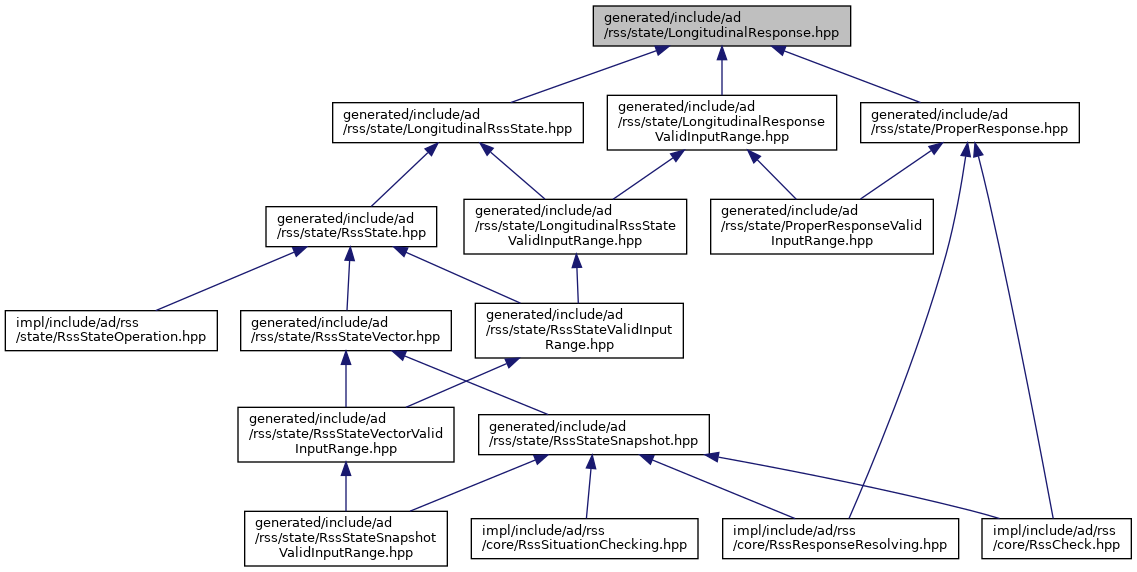 generated/include/ad
/rss/state/LongitudinalResponse.hpp
generated/include/ad
/rss/state/LongitudinalRssState.hpp
generated/include/ad
/rss/state/LongitudinalResponse
ValidInputRange.hpp
generated/include/ad
/rss/state/ProperResponse.hpp
generated/include/ad
/rss/state/RssState.hpp
generated/include/ad
/rss/state/LongitudinalRssState
ValidInputRange.hpp
generated/include/ad
/rss/state/ProperResponseValid
InputRange.hpp
impl/include/ad/rss
/state/RssStateOperation.hpp
generated/include/ad
/rss/state/RssStateVector.hpp
generated/include/ad
/rss/state/RssStateValidInput
Range.hpp
generated/include/ad
/rss/state/RssStateVectorValid
InputRange.hpp
generated/include/ad
/rss/state/RssStateSnapshot.hpp
generated/include/ad
/rss/state/RssStateSnapshot
ValidInputRange.hpp
impl/include/ad/rss
/core/RssSituationChecking.hpp
impl/include/ad/rss
/core/RssResponseResolving.hpp
impl/include/ad/rss
/core/RssCheck.hpp